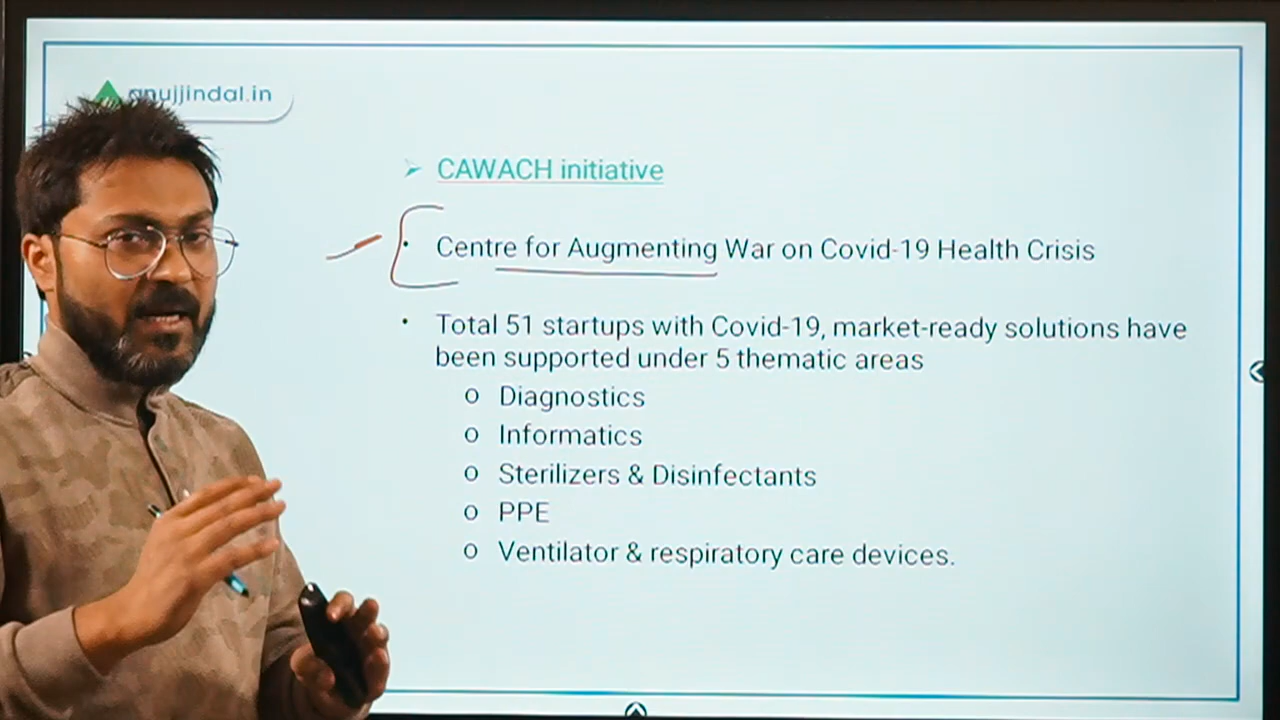 anujjindal.in
➢ CAWACH initiative
• Centre for Augmenting War on Covid-19 Health Crisis
• Total 51 startups with Covid-19, market-ready solutions have
been supported under 5 thematic areas
o Diagnostics
o Informatics
o Sterilizers & Disinfectants
o PPE
o Ventilator & respiratory care devices.